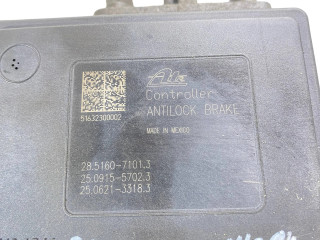 Ate
Controller
ANTILOCK BRAKE
51632300002
MADE IN MEXICO
28.5160-7101.3
25.0915-5702.3
25.0621-3318.3